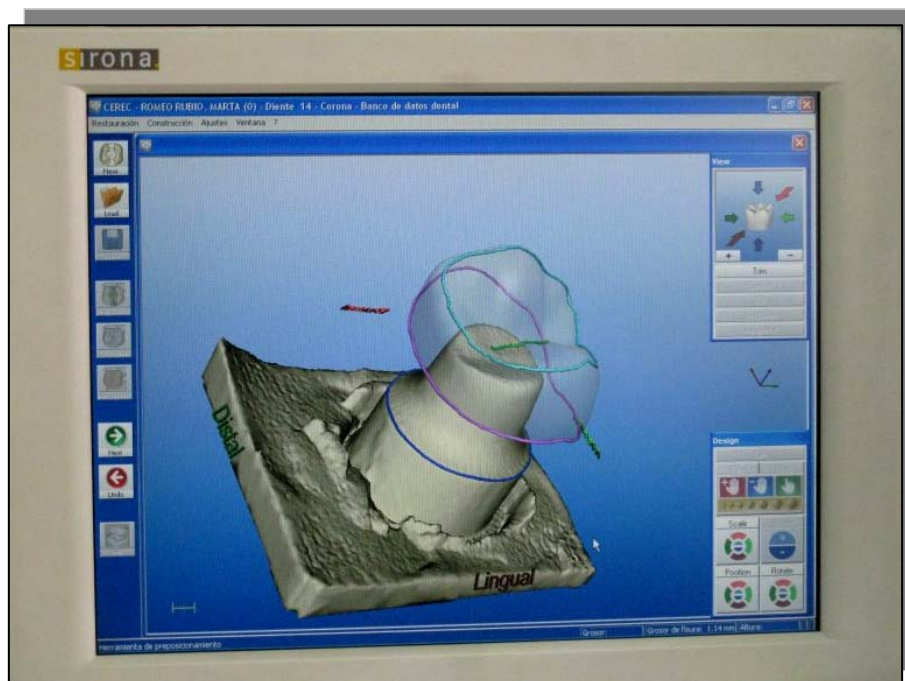 sirona
CEREC - ROMEO RUBIO, MARTA (0) - Diente 14 - Corona - Banco de datos dental
Restauración Construcción Ajustes Ventana ?
New
Load
Next
Undo
View
+ -
Trim
Distal
Lingual
Design
Scale
Position Rotate
Grosor: Grosor de fisura: 1.14 mm Altura:
Herramienta de preposicionamiento